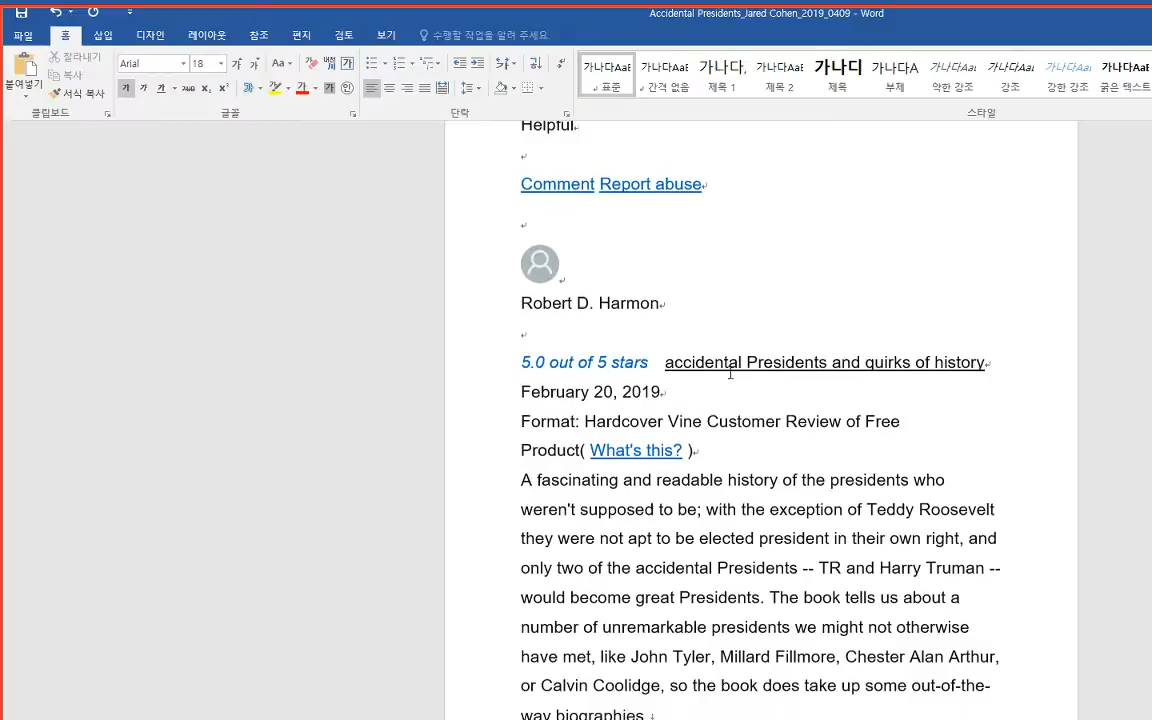 Accidental Presidents_Jared Cohen_2019_0409 - Word
파일 홈 삽입 디자인 레이아웃 참조 편지 검토 보기 수행할 작업을 알려 주세요.
붙여넣기 잘라내기
복사
서식 복사
Arial 18 Aa
가나다AaE 가나다AaE 가나다, 가나다AaE 가나다 가나다A 가나다Aa 가나다Aa 가나다Aa 가나다Aa
표준 간격 없음 제목 1 제목 2 제목 부제 약한 강조 강조 강한 강조 굵은 텍스트
클립보드 글꼴 단락 스타일
Helpful
Comment Report abuse
Robert D. Harmon
5.0 out of 5 stars accidental Presidents and quirks of history
February 20, 2019
Format: Hardcover Vine Customer Review of Free
Product( What's this? )
A fascinating and readable history of the presidents who
weren't supposed to be; with the exception of Teddy Roosevelt
they were not apt to be elected president in their own right, and
only two of the accidental Presidents -- TR and Harry Truman --
would become great Presidents. The book tells us about a
number of unremarkable presidents we might not otherwise
have met, like John Tyler, Millard Fillmore, Chester Alan Arthur,
or Calvin Coolidge, so the book does take up some out-of-the-
way biographies